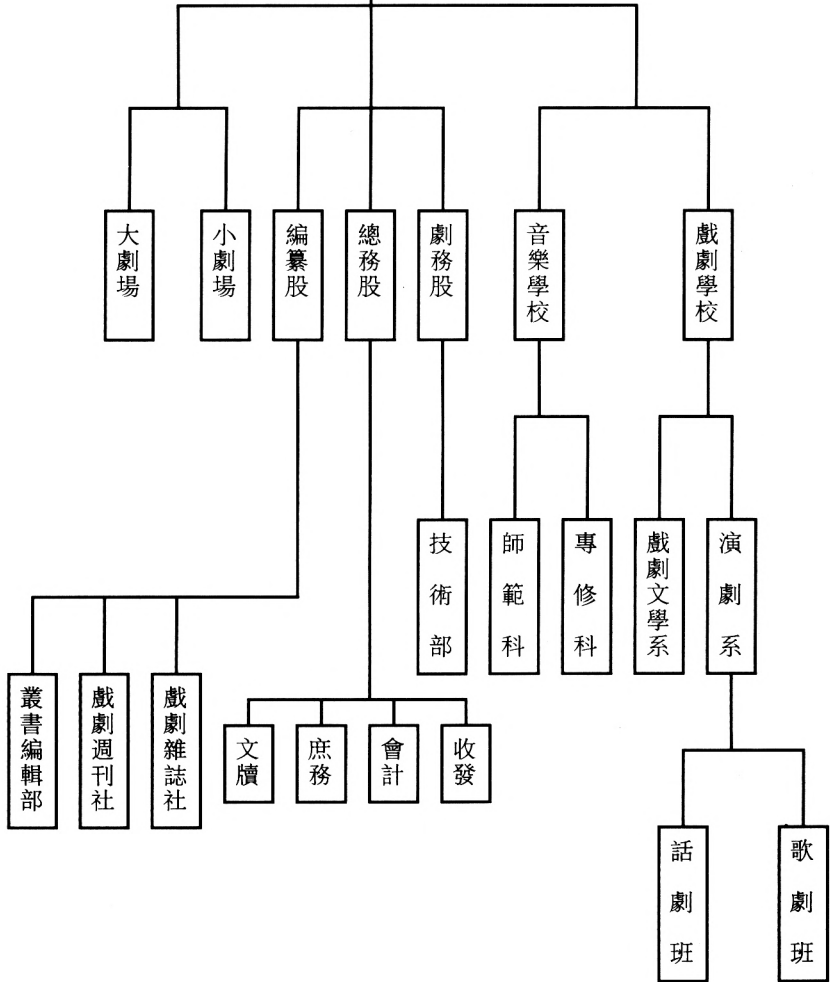 大劇場
小劇場
編纂股
總務股
劇務股
音樂學校
戲劇學校
技術部
師範科
專修科
戲劇文學系
演劇系
叢書編輯部
戲劇週刊社
戲劇雜誌社
文牘
庶務
會計
收發
話劇班
歌劇班